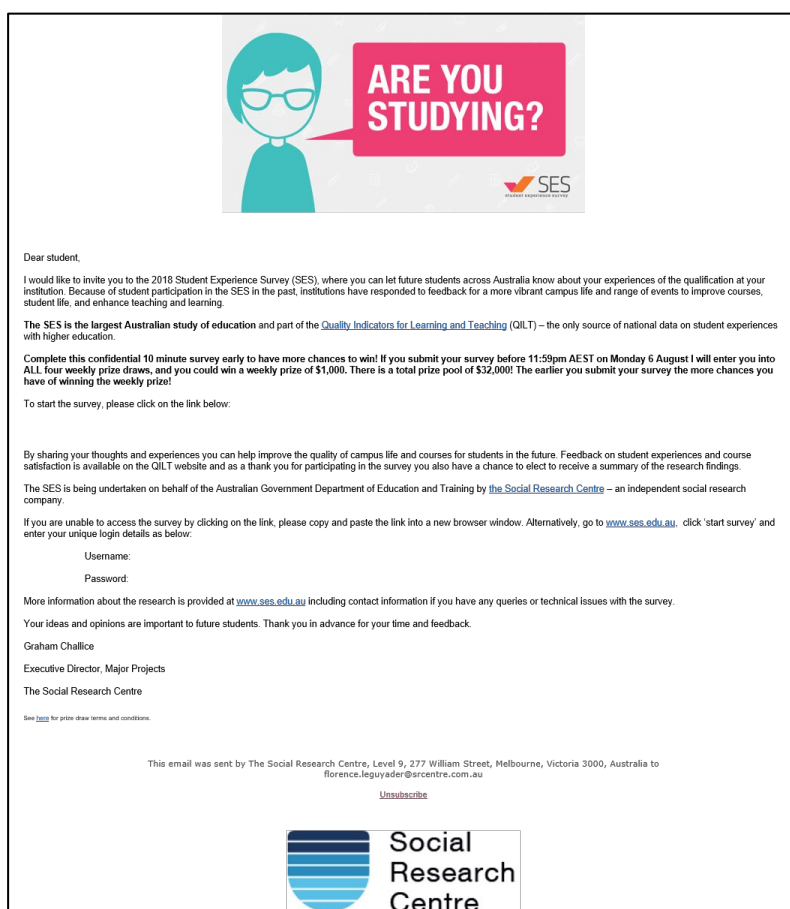 ARE YOU
STUDYING?
SES
student experience survey
Dear student,
I would like to invite you to the 2018 Student Experience Survey (SES), where you can let future students across Australia know about your experiences of the qualification at your
institution. Because of student participation in the SES in the past, institutions have responded to feedback for a more vibrant campus life and range of events to improve courses,
student life, and enhance teaching and learning.
The SES is the largest Australian study of education and part of the Quality Indicators for Learning and Teaching (QILT) – the only source of national data on student experiences
with higher education.
Complete this confidential 10 minute survey early to have more chances to win! If you submit your survey before 11:59pm AEST on Monday 6 August I will enter you into
ALL four weekly prize draws, and you could win a weekly prize of $1,000. There is a total prize pool of $32,000! The earlier you submit your survey the more chances you
have of winning the weekly prize!
To start the survey, please click on the link below:
By sharing your thoughts and experiences you can help improve the quality of campus life and courses for students in the future. Feedback on student experiences and course
satisfaction is available on the QILT website and as a thank you for participating in the survey you also have a chance to elect to receive a summary of the research findings.
The SES is being undertaken on behalf of the Australian Government Department of Education and Training by the Social Research Centre – an independent social research
company.
If you are unable to access the survey by clicking on the link, please copy and paste the link into a new browser window. Alternatively, go to www.ses.edu.au, click ‘start survey’ and
enter your unique login details as below:
Username:
Password:
More information about the research is provided at www.ses.edu.au including contact information if you have any queries or technical issues with the survey.
Your ideas and opinions are important to future students. Thank you in advance for your time and feedback.
Graham Challice
Executive Director, Major Projects
The Social Research Centre
See here for prize draw terms and conditions.
This email was sent by The Social Research Centre, Level 9, 277 William Street, Melbourne, Victoria 3000, Australia to
florence.leguyader@srcentre.com.au
Unsubscribe
Social
Research
Centre